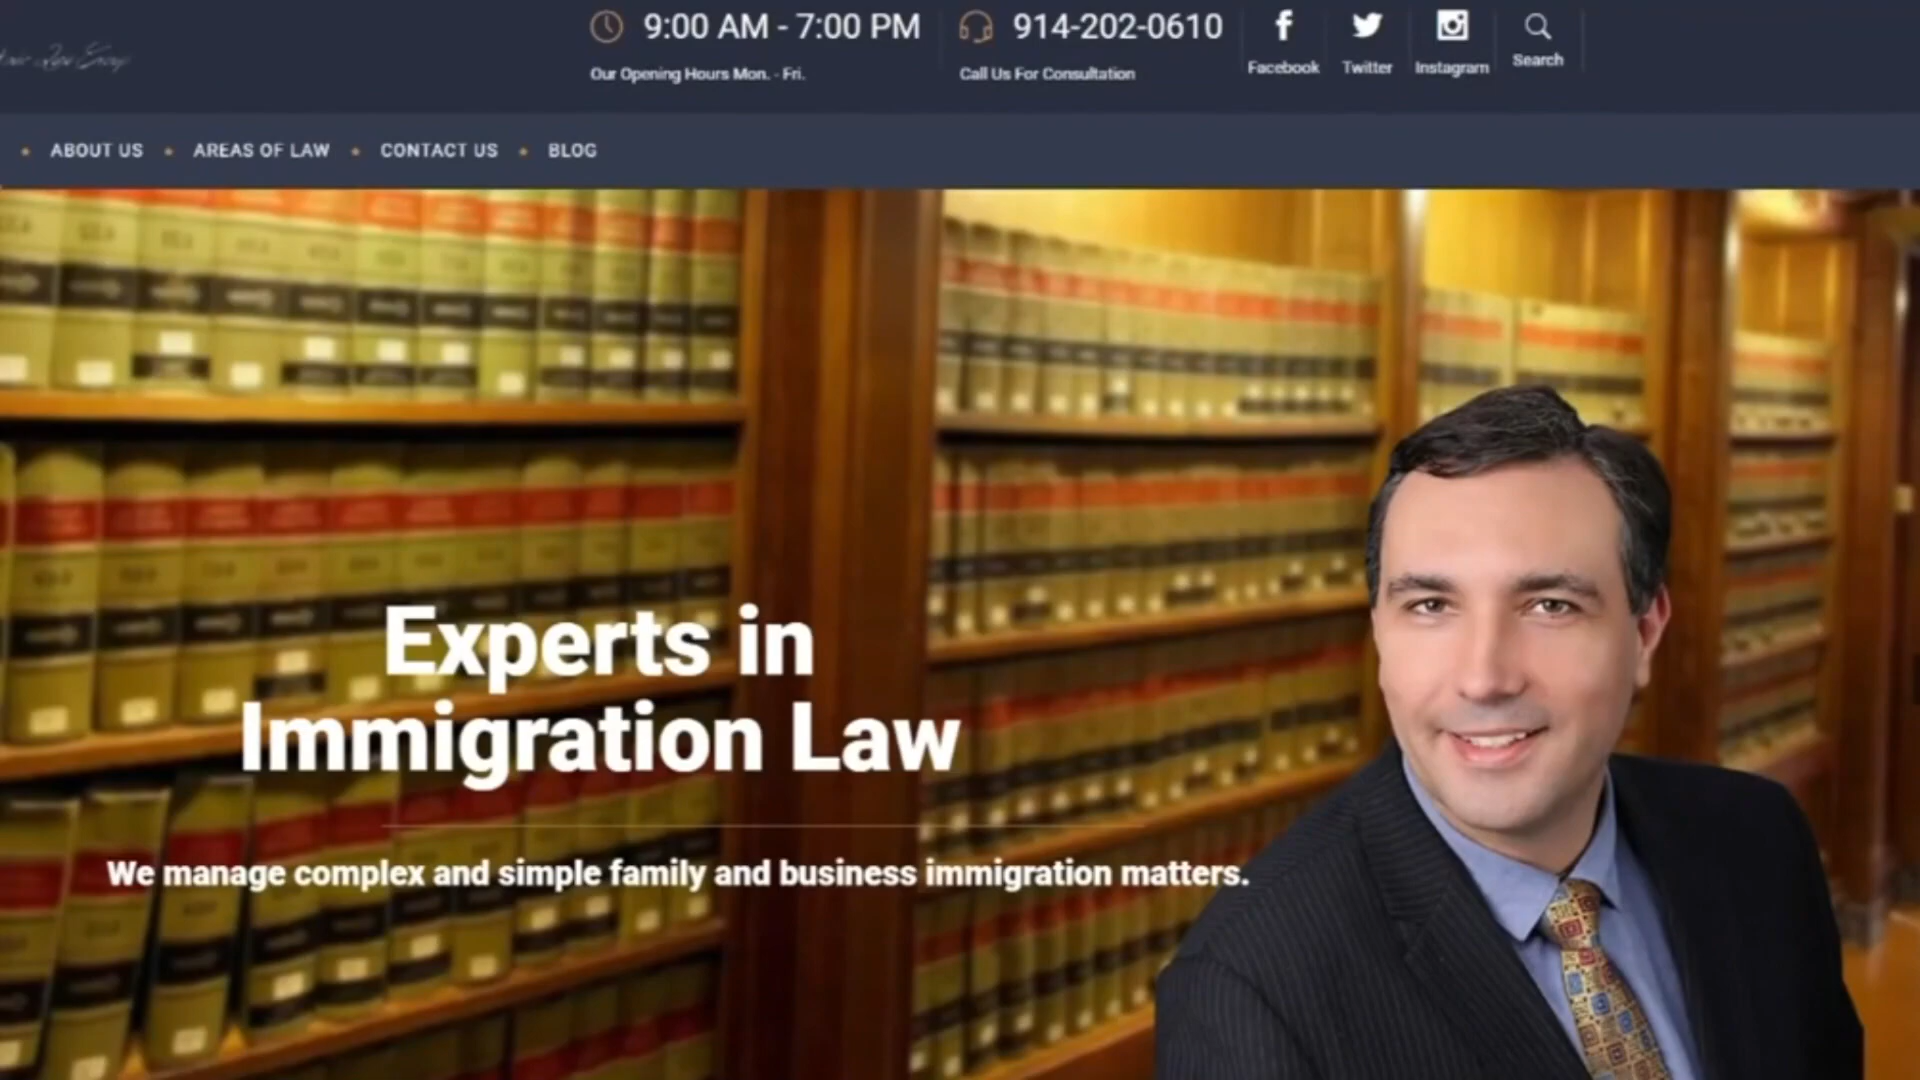 9:00 AM - 7:00 PM
Our Opening Hours Mon. - Fri.
914-202-0610
Call Us For Consultation
Facebook
Twitter
Instagram
Search
ABOUT US
AREAS OF LAW
CONTACT US
BLOG
Experts in
Immigration Law
We manage complex and simple family and business immigration matters.